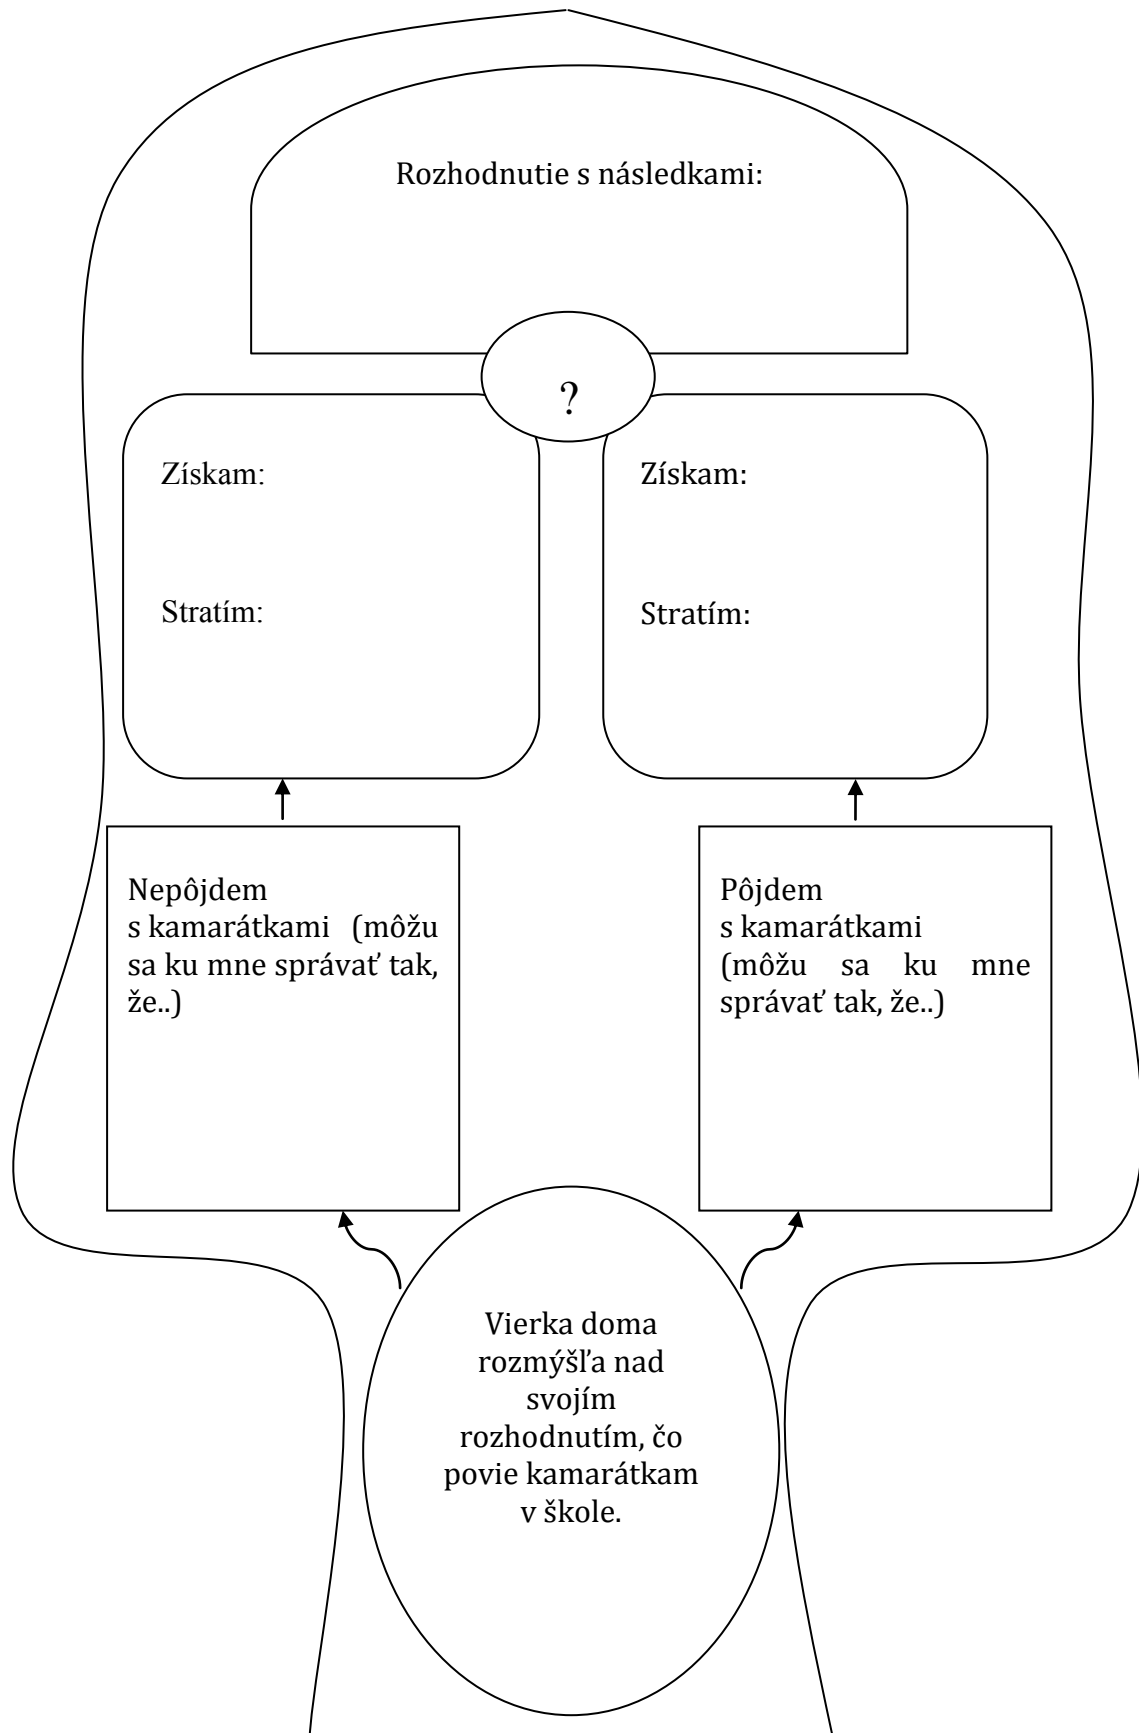 Rozhodnutie s následkami:
?
Získam:
Stratím:
Získam:
Stratím:
Nepôjdem
s kamarátkami (môžu
sa ku mne správať tak,
že..)
Pôjdem
s kamarátkami
(môžu sa ku mne
správať tak, že..)
Vierka doma
rozmýšľa nad
svojím
rozhodnutím, čo
povie kamarátkam
v škole.